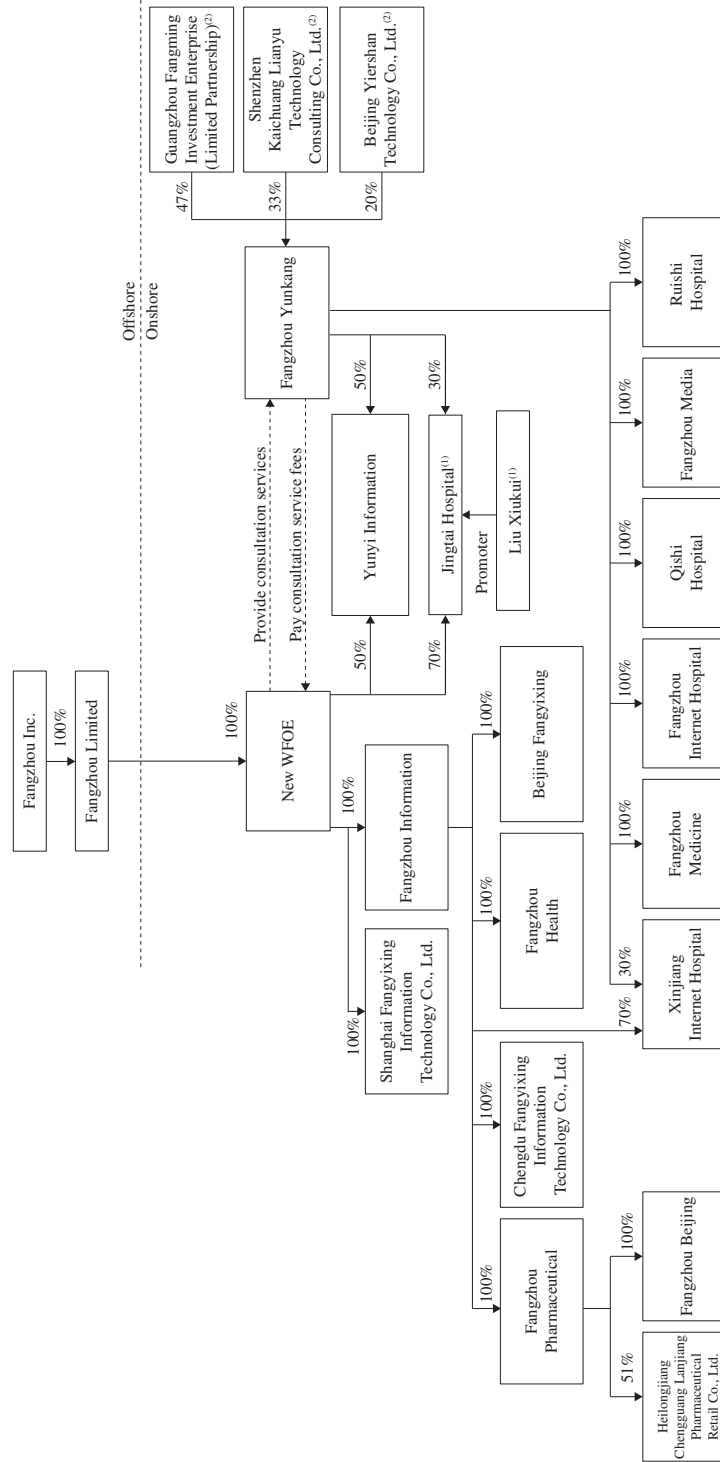 Fangzhou Inc.
100%
Fangzhou Limited
Offshore
Onshore
100%
New WFOE
Provide consultation services
Pay consultation service fees
Fangzhou Yunkang
47%
33%
20%
Guangzhou Fangming
Investment Enterprise
(Limited Partnership)(2)
Shenzhen
Kaichuang Lianyu
Technology
Consulting Co., Ltd.(2)
Beijing Yiershan
Technology Co., Ltd.(2)
100%
Shanghai Fangyixing
Information
Technology Co., Ltd.
100%
Fangzhou Information
50%
Yunyi Information
50%
70%
Jingtai Hospital(1)
30%
Promoter
Liu Xiukui(1)
100%
Fangzhou
Pharmaceutical
100%
Chengdu Fangyixing
Information
Technology Co., Ltd.
100%
Fangzhou
Health
100%
Beijing Fangyixing
51%
Heilongjiang
Chengguang Lanjiang
Pharmaceutical
Retail Co., Ltd.
100%
Fangzhou Beijing
70%
30%
Xinjiang
Internet Hospital
100%
Fangzhou
Medicine
100%
Fangzhou
Internet Hospital
100%
Qishi
Hospital
100%
Fangzhou Media
100%
Ruishi
Hospital